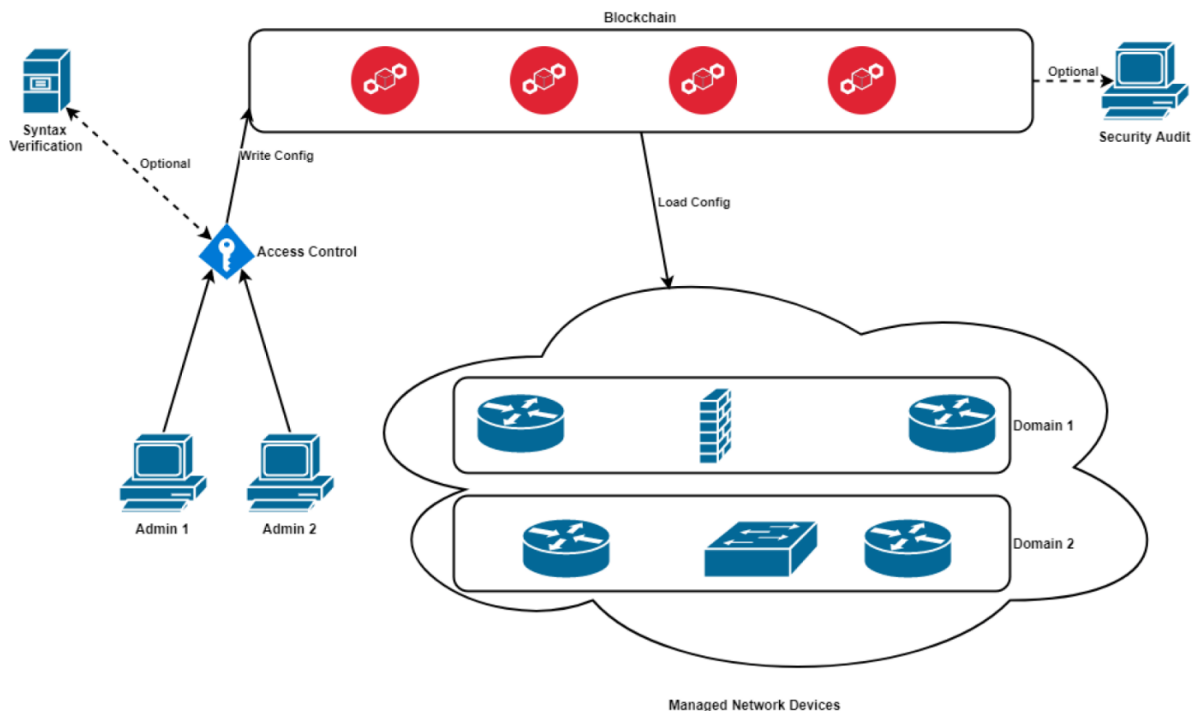 Blockchain
Optional
Syntax
Verification
Security Audit
Write Config
Optional
Load Config
Access Control
Domain 1
Admin 1
Admin 2
Domain 2
Managed Network Devices